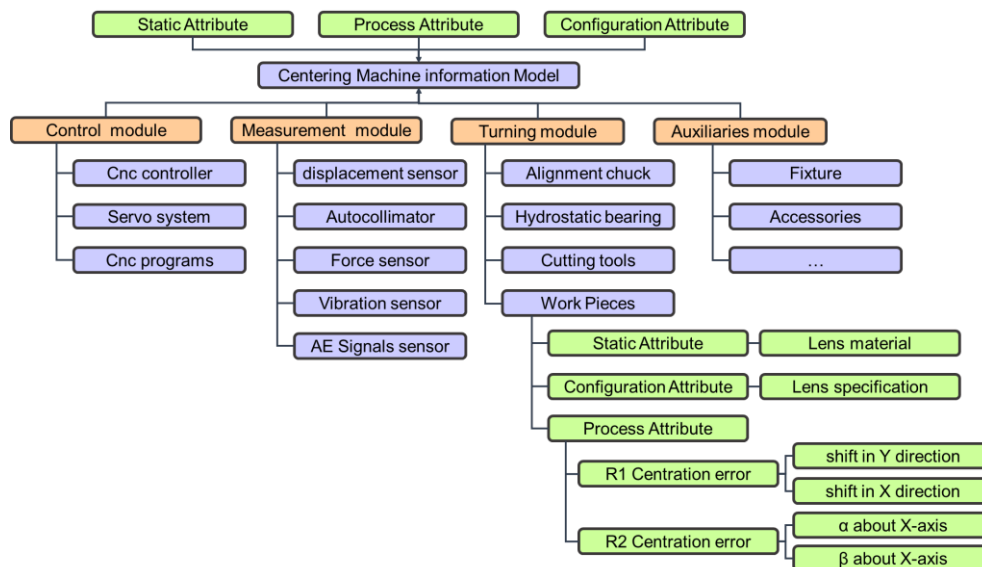 Static Attribute
Process Attribute
Configuration Attribute
Centering Machine information Model
Control module
Measurement module
Turning module
Auxiliaries module
Cnc controller
displacement sensor
Alignment chuck
Fixture
Servo system
Autocollimator
Hydrostatic bearing
Accessories
Cnc programs
Force sensor
Cutting tools
...
Vibration sensor
Work Pieces
AE Signals sensor
Static Attribute
Lens material
Configuration Attribute
Lens specification
Process Attribute
R1 Centration error
shift in Y direction
shift in X direction
R2 Centration error
α about X-axis
β about X-axis